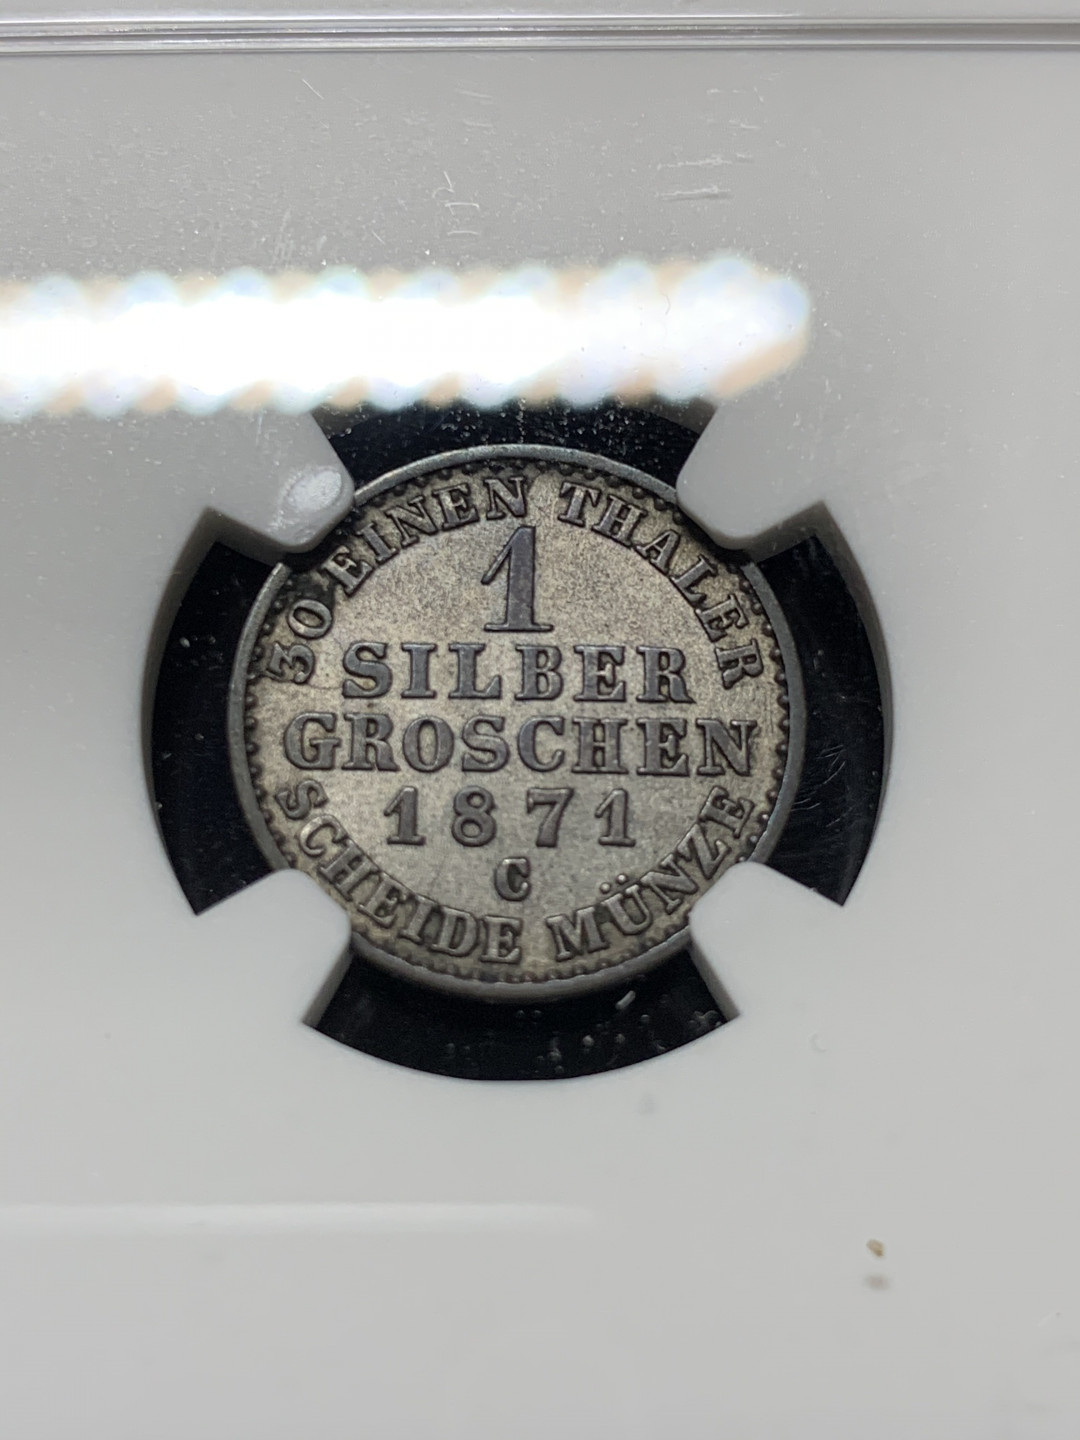 30 EINEN THALER
1
SILBER
GROSCHEN
1871
C
SCHEIDE MÜNZE